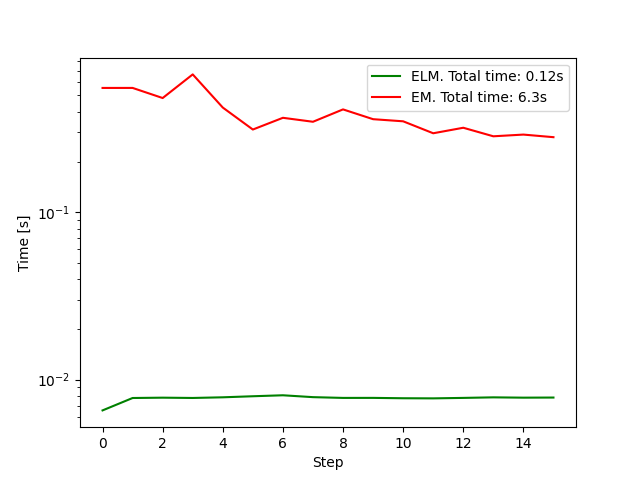 ELM. Total time: 0.12s
EM. Total time: 6.3s
Time [s]
10⁻¹
10⁻²
0 2 4 6 8 10 12 14
Step